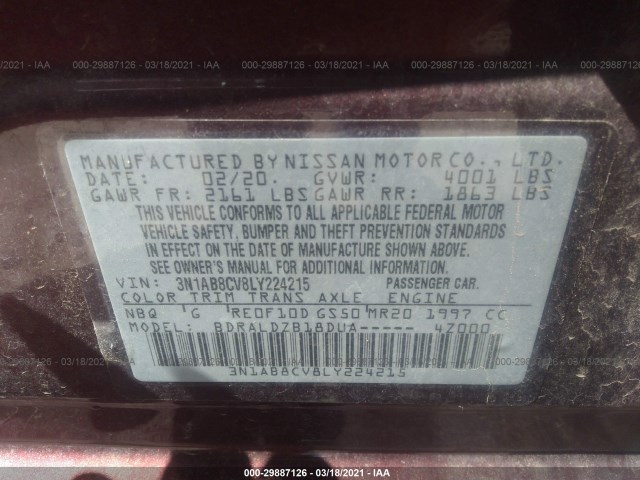 000-29887126 - 03/18/2021 - IAA
MANUFACTURED BY NISSAN MOTOR CO., LTD.
DATE: 02/20. GVWR: 4001 LBS
GAWR FR: 2161 LBS GAWR RR: 1863 LBS
THIS VEHICLE CONFORMS TO ALL APPLICABLE FEDERAL MOTOR
VEHICLE SAFETY, BUMPER AND THEFT PREVENTION STANDARDS
IN EFFECT ON THE DATE OF MANUFACTURE SHOWN ABOVE.
SEE OWNER'S MANUAL FOR ADDITIONAL INFORMATION
VIN: 3N1AB8CV8LY224215 PASSENGER CAR.
COLOR TRIM TRANS AXLE ENGINE
NBQ 'G 'RE0F10D GS50'MR20 1997 CC
MODEL: BDRALDZB18DUA----- 4Z000
3N1AB8CV8LY224215
000-29887126 - 03/18/2021 - IAA